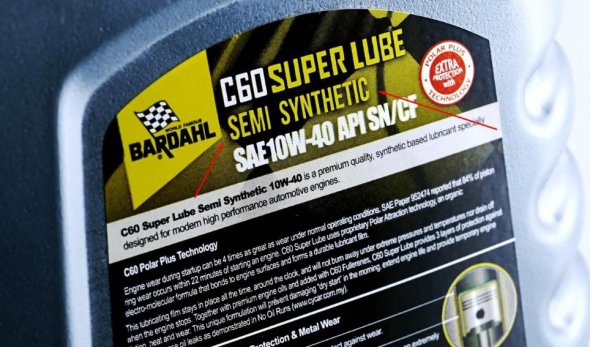 C60 SUPER LUBE
SEMI SYNTHETIC
SAE10W-40 API SN/CF
POLAR PLUS
EXTRA
PROTECTION
with
TECHNOLOGY
WORLD FAMOUS
BARDAHL
C60 Super Lube Semi Synthetic 10W-40 is a premium quality, synthetic based lubricant specially
designed for modern high performance automotive engines.
C60 Polar Plus Technology
Engine wear during startup can be 4 times as great as wear under normal operating conditions. SAE Paper 962474 reported that 84% of piston
ring wear occurs within 22 minutes of starting an engine. C60 Super Lube uses proprietary Polar Attraction technology, an organic
electro-molecular formula that bonds to engine surfaces and forms a durable lubricant film.
This lubricating film stays in place all the time, around the clock, and will not burn away under extreme pressures and temperatures nor drain off
when the engine stops. Together with premium engine oils and added with C60 Fullerenes, C60 Super Lube provides 3 layers of protection against
heat and wear. This unique formulation will prevent damaging "dry start" in the morning, extend engine life and provide temporary engine
oil leaks as demonstrated in No Oil Runs (www.cycar.com.my).
Protection & Metal Wear
against wear.
extremely